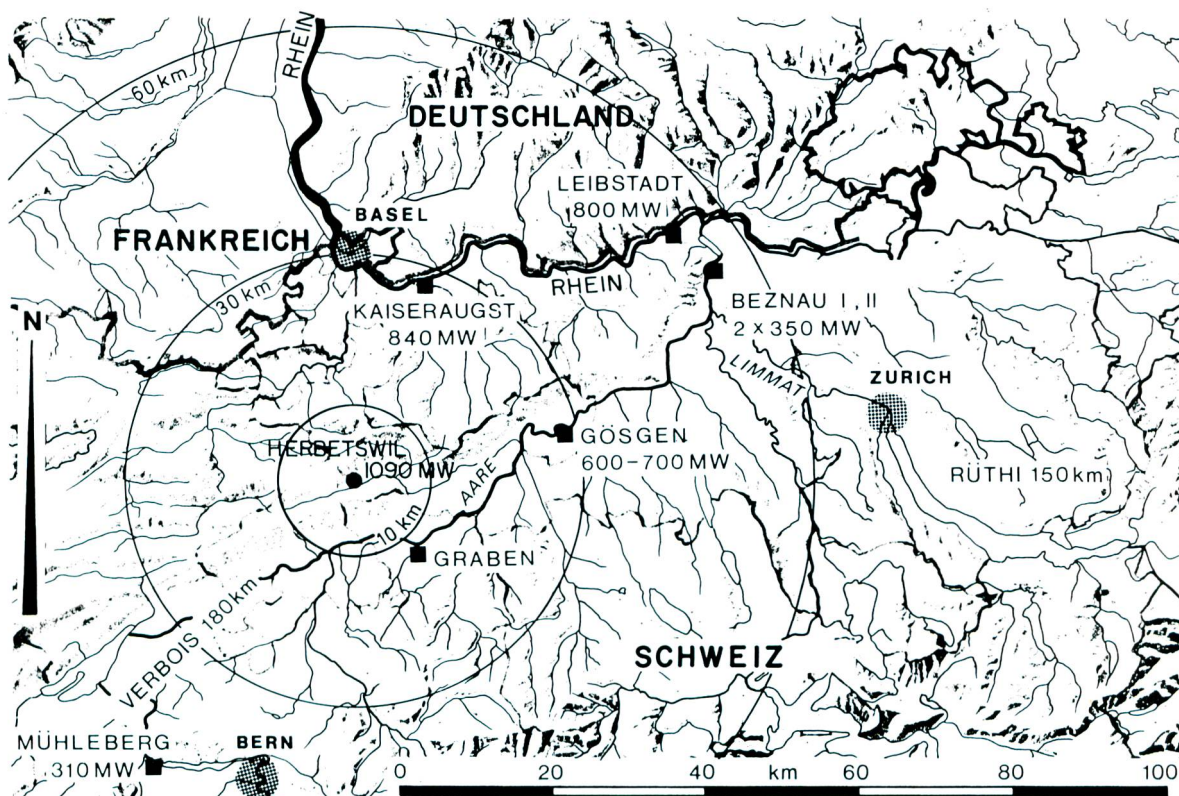 60 km
RHEIN
DEUTSCHLAND
LEIBSTADT
800 MW
BASEL
FRANKREICH
30 km
RHEIN
KAISERAUGST
840 MW
BEZNAU I, II
2 x 350 MW
N
LIMMAT
ZURICH
HERBETSWIL
1090 MW
GÖSGEN
600-700 MW
RÜTHI 150 km
AARE
10 km
GRABEN
VERBOIS 180 km
SCHWEIZ
MÜHLEBERG
310 MW
BERN
0 20 40 km 60 80 100